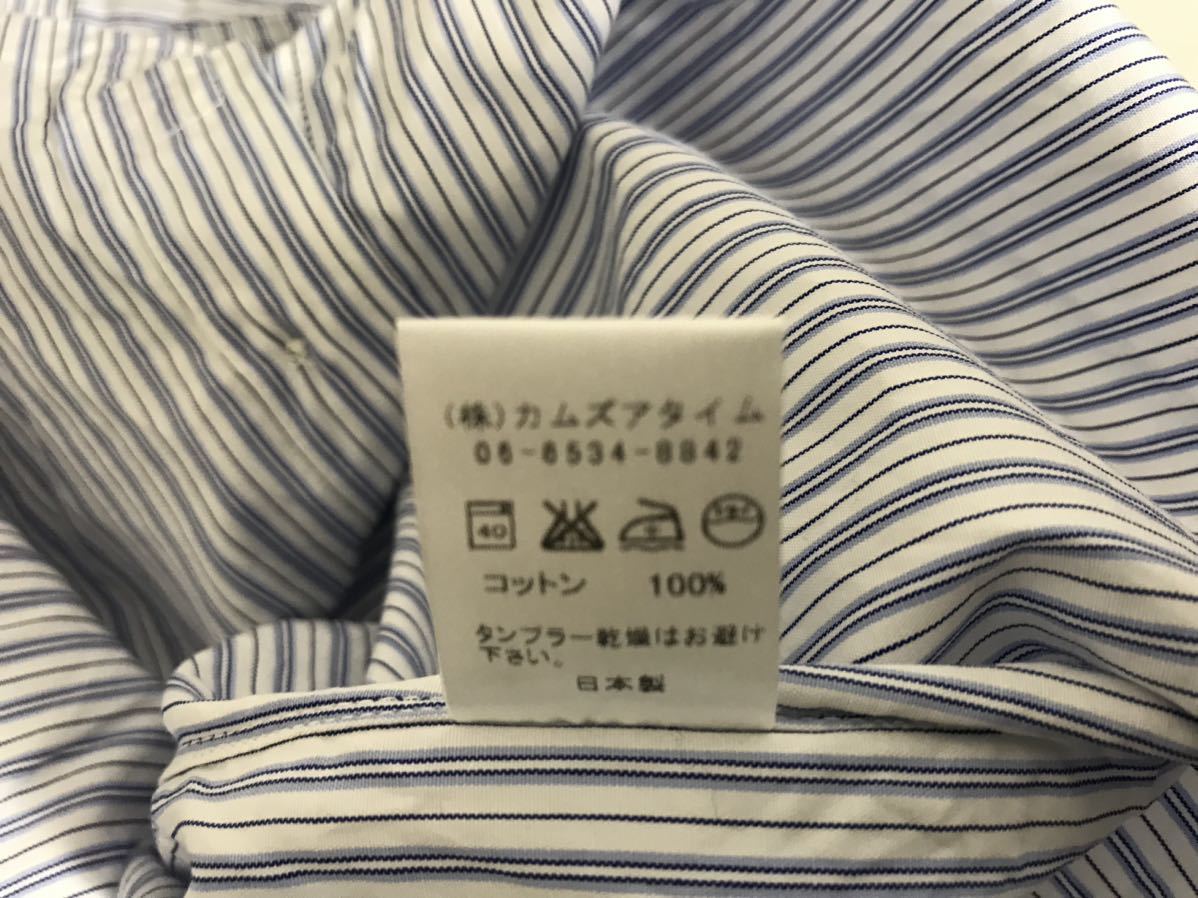 (株)カムズアタイム
06-6534-8842
40
コットン 100%
タンブラー乾燥はお避け
下さい。
日本製